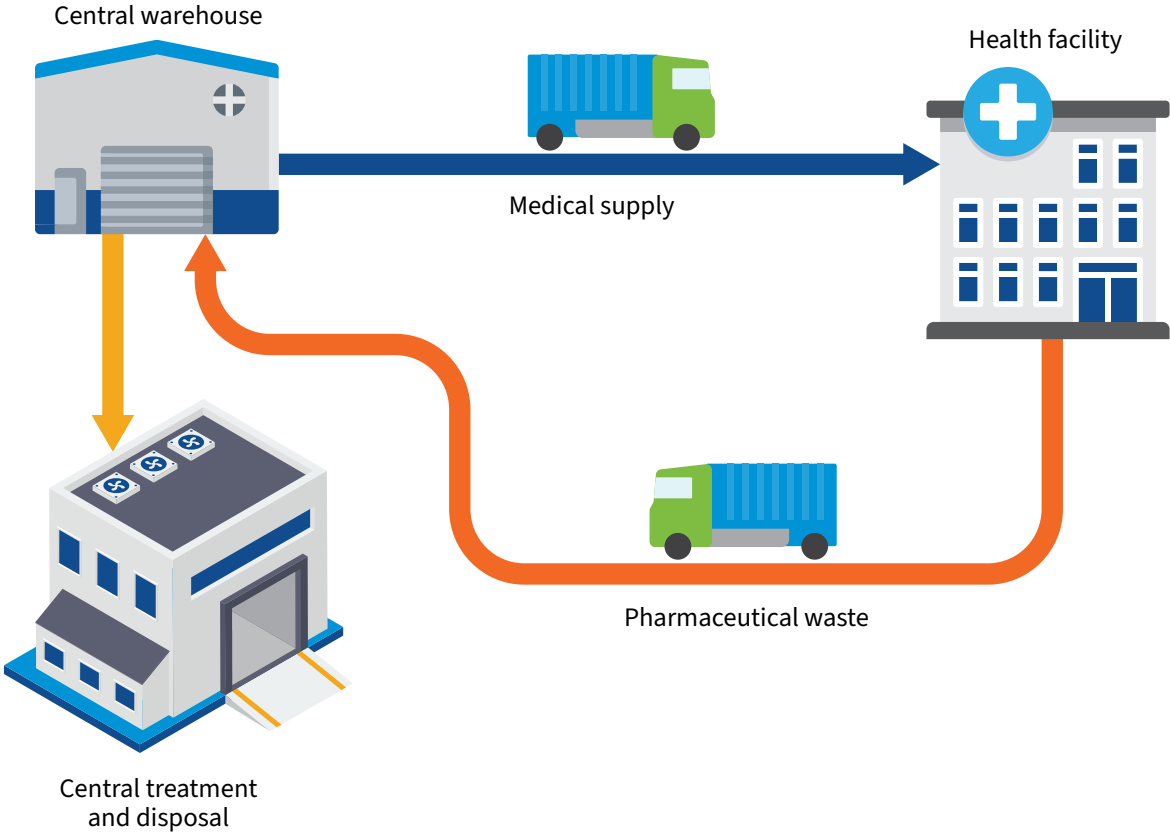 Central warehouse
Health facility
Medical supply
Pharmaceutical waste
Central treatment
and disposal